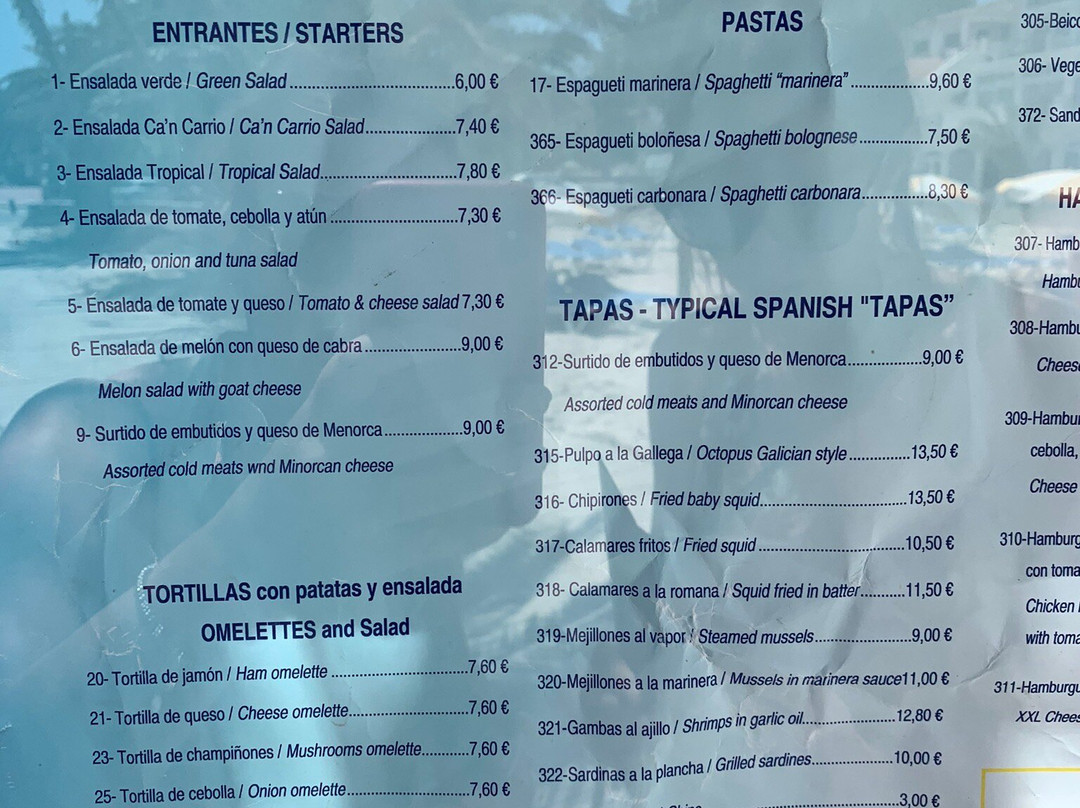 ENTRANTES / STARTERS
1- Ensalada verde / Green Salad ........................................6,00 €
2- Ensalada Ca'n Carrio / Ca'n Carrio Salad......................7,40 €
3- Ensalada Tropical / Tropical Salad.................................7,80 €
4- Ensalada de tomate, cebolla y atún ...............................7,30 €
Tomato, onion and tuna salad
5- Ensalada de tomate y queso / Tomato & cheese salad 7,30 €
6- Ensalada de melón con queso de cabra .......................9,00 €
Melon salad with goat cheese
9- Surtido de embutidos y queso de Menorca...................9,00 €
Assorted cold meats wnd Minorcan cheese
TORTILLAS con patatas y ensalada
OMELETTES and Salad
20- Tortilla de jamón / Ham omelette .................................7,60 €
21- Tortilla de queso / Cheese omelette.............................7,60 €
23- Tortilla de champiñones / Mushrooms omelette...........7,60 €
25- Tortilla de cebolla / Onion omelette..............................7,60 €
PASTAS
17- Espagueti marinera / Spaghetti “marinera” ...................9,60 €
365- Espagueti boloñesa / Spaghetti bolognese .................7,50 €
366- Espagueti carbonara / Spaghetti carbonara................8,30 €
TAPAS - TYPICAL SPANISH "TAPAS”
312-Surtido de embutidos y queso de Menorca..................9,00 €
Assorted cold meats and Minorcan cheese
315-Pulpo a la Gallega / Octopus Galician style ...............13,50 €
316- Chipirones / Fried baby squid....................................13,50 €
317-Calamares fritos / Fried squid ....................................10,50 €
318- Calamares a la romana / Squid fried in batter...........11,50 €
319-Mejillones al vapor / Steamed mussels........................9,00 €
320-Mejillones a la marinera / Mussels in marinera sauce11,00 €
321-Gambas al ajillo / Shrimps in garlic oil.......................12,80 €
322-Sardinas a la plancha / Grilled sardines....................10,00 €
3,00 €
305-Beico
306- Vege
372- Sand
HA
307- Hamb
Hambu
308-Hambu
Cheese
309-Hambur
cebolla,
Cheese
310-Hamburg
con toma
Chicken
with toma
311-Hamburgu
XXL Chees